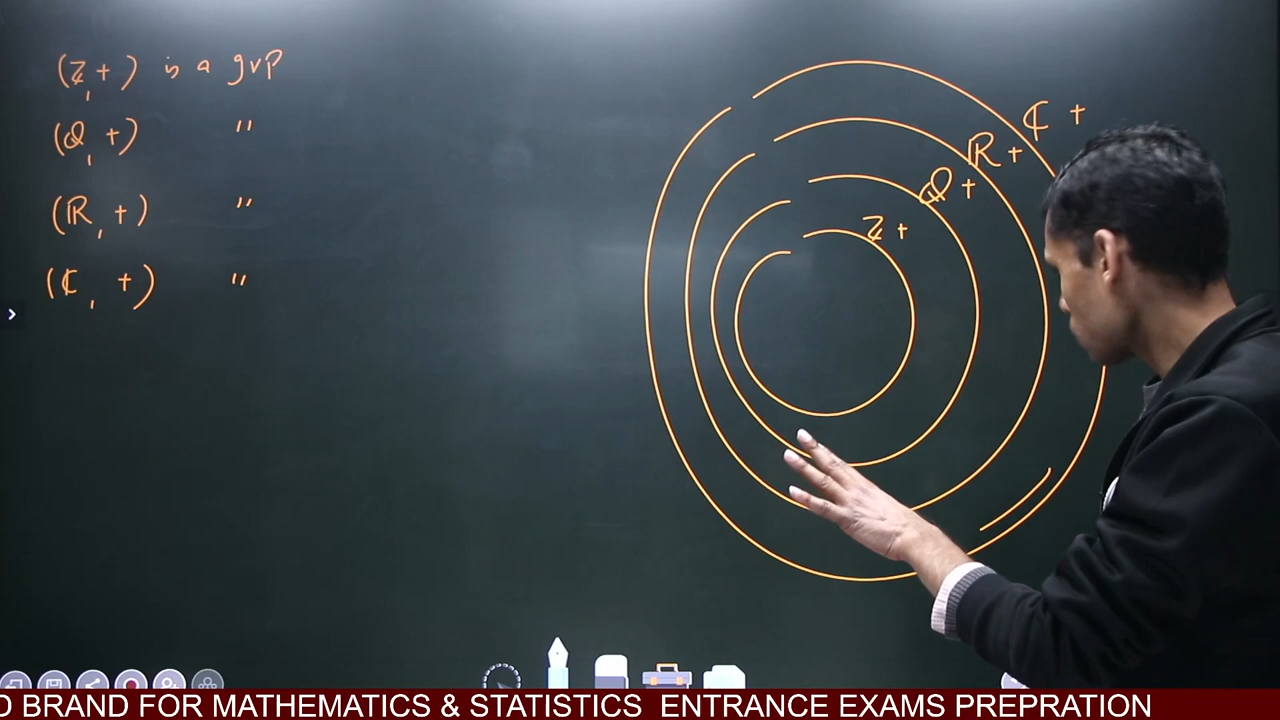 (ℤ, +) is a grp
(ℚ, +) "
(ℝ, +) "
(ℂ, +) "
ℂ +
ℝ +
ℚ +
ℤ +
D BRAND FOR MATHEMATICS & STATISTICS ENTRANCE EXAMS PREPRATION